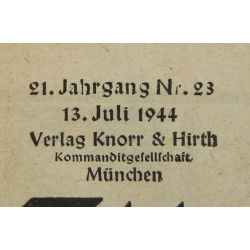 21. Jahrgang Nr. 23
13. Juli 1944
Verlag Knorr & Hirth
Kommanditgesellschaft
München